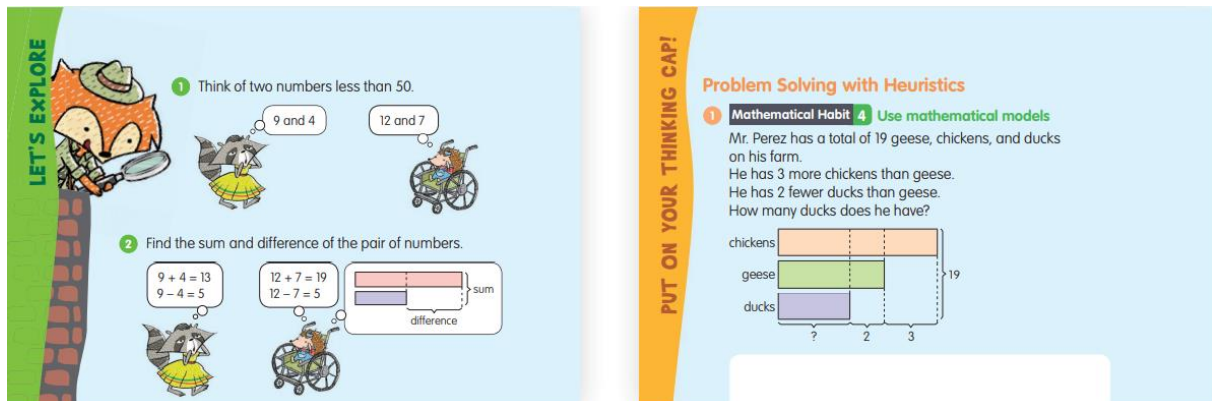 LET'S EXPLORE
1 Think of two numbers less than 50.
9 and 4
12 and 7
2 Find the sum and difference of the pair of numbers.
9 + 4 = 13
9 – 4 = 5
12 + 7 = 19
12 – 7 = 5
sum
difference
PUT ON YOUR THINKING CAP!
Problem Solving with Heuristics
1 Mathematical Habit 4 Use mathematical models
Mr. Perez has a total of 19 geese, chickens, and ducks
on his farm.
He has 3 more chickens than geese.
He has 2 fewer ducks than geese.
How many ducks does he have?
chickens
geese
19
ducks
? 2 3